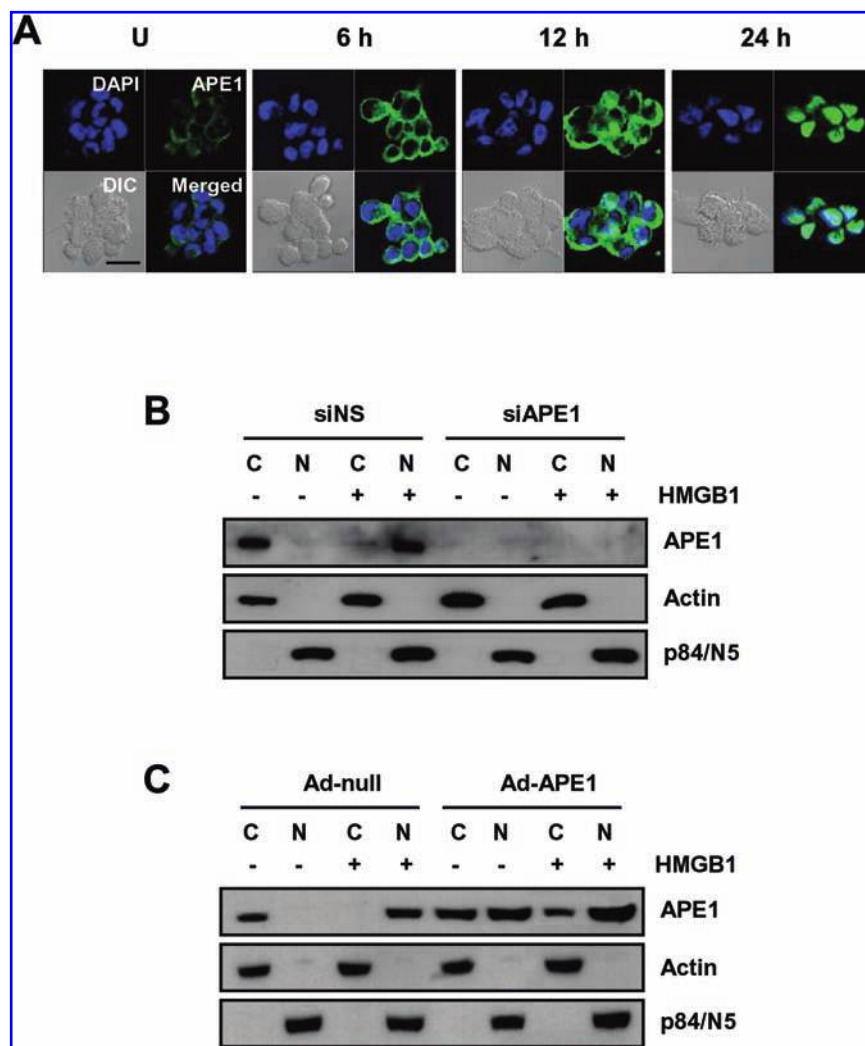 A
U 6 h 12 h 24 h
DAPI APE1
DIC Merged
B
siNS siAPE1
C N C N C N C N
- - + + - - + + HMGB1
APE1
Actin
p84/N5
C
Ad-null Ad-APE1
C N C N C N C N
- - + + - - + + HMGB1
APE1
Actin
p84/N5